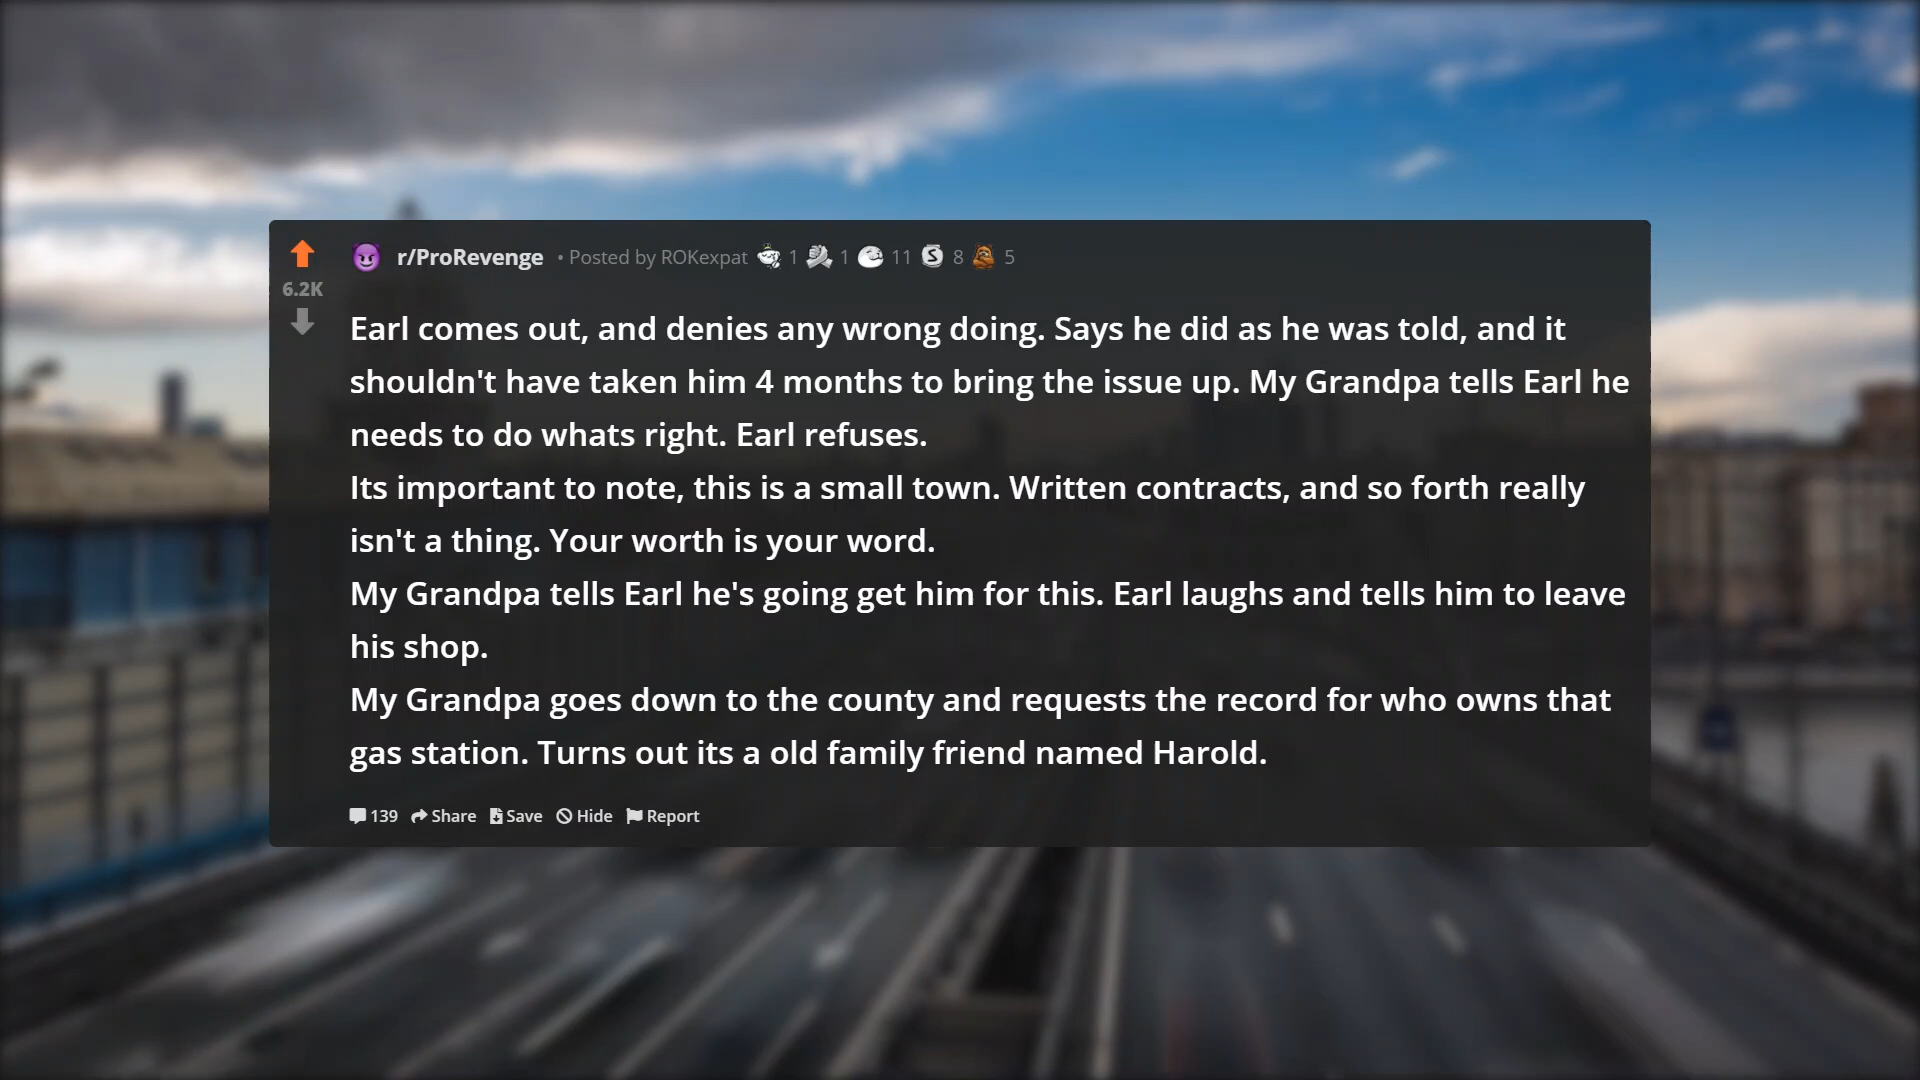 r/ProRevenge • Posted by ROKexpat 1 1 11 S 8 5
6.2K
Earl comes out, and denies any wrong doing. Says he did as he was told, and it
shouldn't have taken him 4 months to bring the issue up. My Grandpa tells Earl he
needs to do whats right. Earl refuses.
Its important to note, this is a small town. Written contracts, and so forth really
isn't a thing. Your worth is your word.
My Grandpa tells Earl he's going get him for this. Earl laughs and tells him to leave
his shop.
My Grandpa goes down to the county and requests the record for who owns that
gas station. Turns out its a old family friend named Harold.
139 Share Save Hide Report